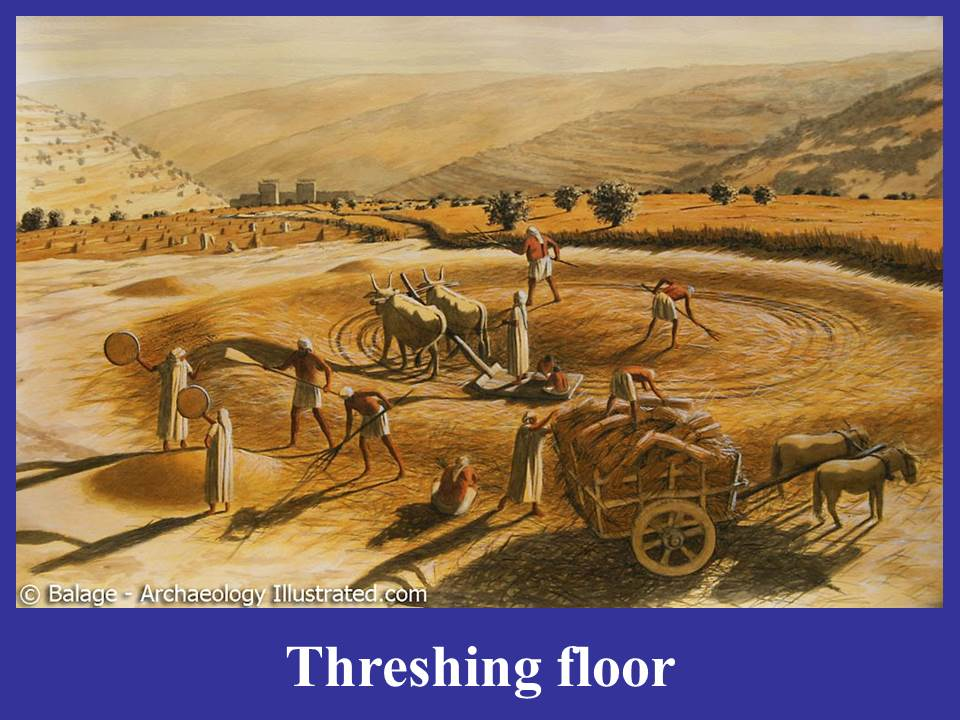 © Balage - Archaeology Illustrated.com
Threshing floor